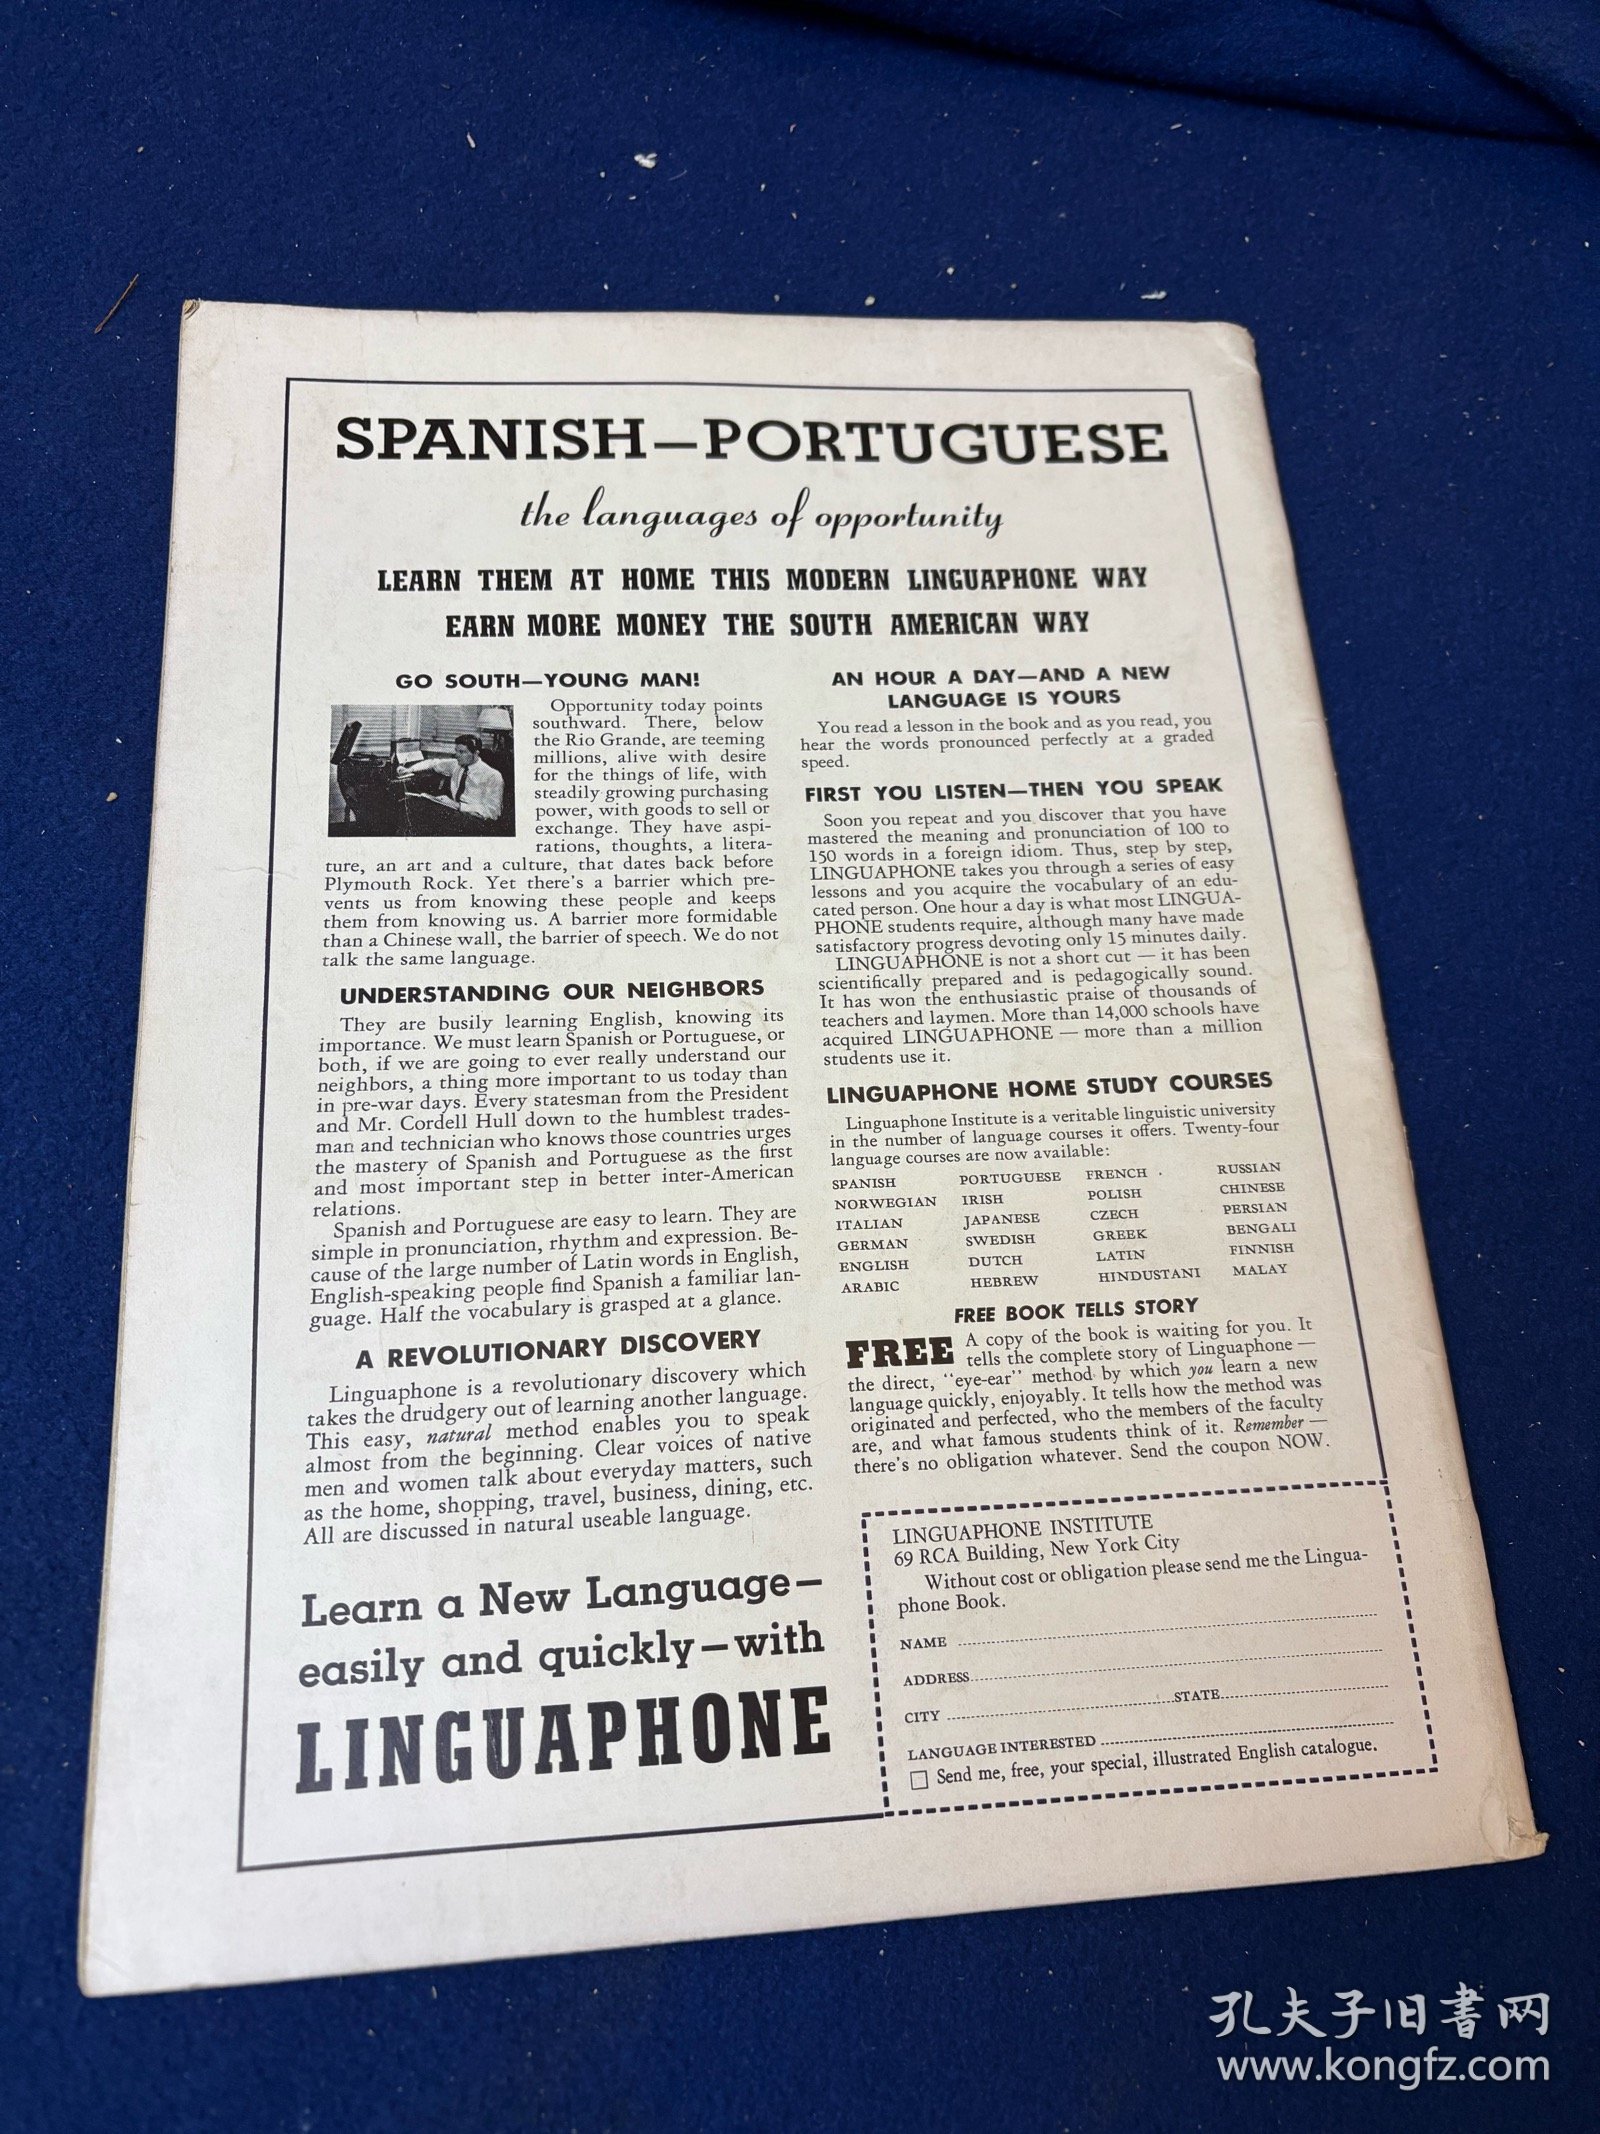 SPANISH—PORTUGUESE
the languages of opportunity
LEARN THEM AT HOME THIS MODERN LINGUAPHONE WAY
EARN MORE MONEY THE SOUTH AMERICAN WAY
GO SOUTH—YOUNG MAN!
Opportunity today points
southward. There, below
the Rio Grande, are teeming
millions, alive with desire
for the things of life, with
steadily growing purchasing
power, with goods to sell or
exchange. They have aspi-
rations, thoughts, a litera-
ture, an art and a culture, that dates back before
Plymouth Rock. Yet there's a barrier which pre-
vents us from knowing these people and keeps
them from knowing us. A barrier more formidable
than a Chinese wall, the barrier of speech. We do not
talk the same language.
UNDERSTANDING OUR NEIGHBORS
They are busily learning English, knowing its
importance. We must learn Spanish or Portuguese, or
both, if we are going to ever really understand our
neighbors, a thing more important to us today than
in pre-war days. Every statesman from the President
and Mr. Cordell Hull down to the humblest trades-
man and technician who knows those countries urges
the mastery of Spanish and Portuguese as the first
and most important step in better inter-American
relations.
Spanish and Portuguese are easy to learn. They are
simple in pronunciation, rhythm and expression. Be-
cause of the large number of Latin words in English,
English-speaking people find Spanish a familiar lan-
guage. Half the vocabulary is grasped at a glance.
A REVOLUTIONARY DISCOVERY
Linguaphone is a revolutionary discovery which
takes the drudgery out of learning another language.
This easy, natural method enables you to speak
almost from the beginning. Clear voices of native
men and women talk about everyday matters, such
as the home, shopping, travel, business, dining, etc.
All are discussed in natural useable language.
Learn a New Language—
easily and quickly—with
LINGUAPHONE
AN HOUR A DAY—AND A NEW
LANGUAGE IS YOURS
You read a lesson in the book and as you read, you
hear the words pronounced perfectly at a graded
speed.
FIRST YOU LISTEN—THEN YOU SPEAK
Soon you repeat and you discover that you have
mastered the meaning and pronunciation of 100 to
150 words in a foreign idiom. Thus, step by step,
LINGUAPHONE takes you through a series of easy
lessons and you acquire the vocabulary of an edu-
cated person. One hour a day is what most LINGUA-
PHONE students require, although many have made
satisfactory progress devoting only 15 minutes daily.
LINGUAPHONE is not a short cut — it has been
scientifically prepared and is pedagogically sound.
It has won the enthusiastic praise of thousands of
teachers and laymen. More than 14,000 schools have
acquired LINGUAPHONE — more than a million
students use it.
LINGUAPHONE HOME STUDY COURSES
Linguaphone Institute is a veritable linguistic university
in the number of language courses it offers. Twenty-four
language courses are now available:
SPANISH PORTUGUESE FRENCH RUSSIAN
NORWEGIAN IRISH POLISH CHINESE
ITALIAN JAPANESE CZECH PERSIAN
GERMAN SWEDISH GREEK BENGALI
ENGLISH DUTCH LATIN FINNISH
ARABIC HEBREW HINDUSTANI MALAY
FREE BOOK TELLS STORY
FREE A copy of the book is waiting for you. It
tells the complete story of Linguaphone —
the direct, "eye-ear" method by which you learn a new
language quickly, enjoyably. It tells how the method was
originated and perfected, who the members of the faculty
are, and what famous students think of it. Remember —
there's no obligation whatever. Send the coupon NOW.
LINGUAPHONE INSTITUTE
69 RCA Building, New York City
Without cost or obligation please send me the Lingua-
phone Book.
NAME
ADDRESS
CITY STATE
LANGUAGE INTERESTED
Send me, free, your special, illustrated English catalogue.
孔夫子旧書网
www.kongfz.com